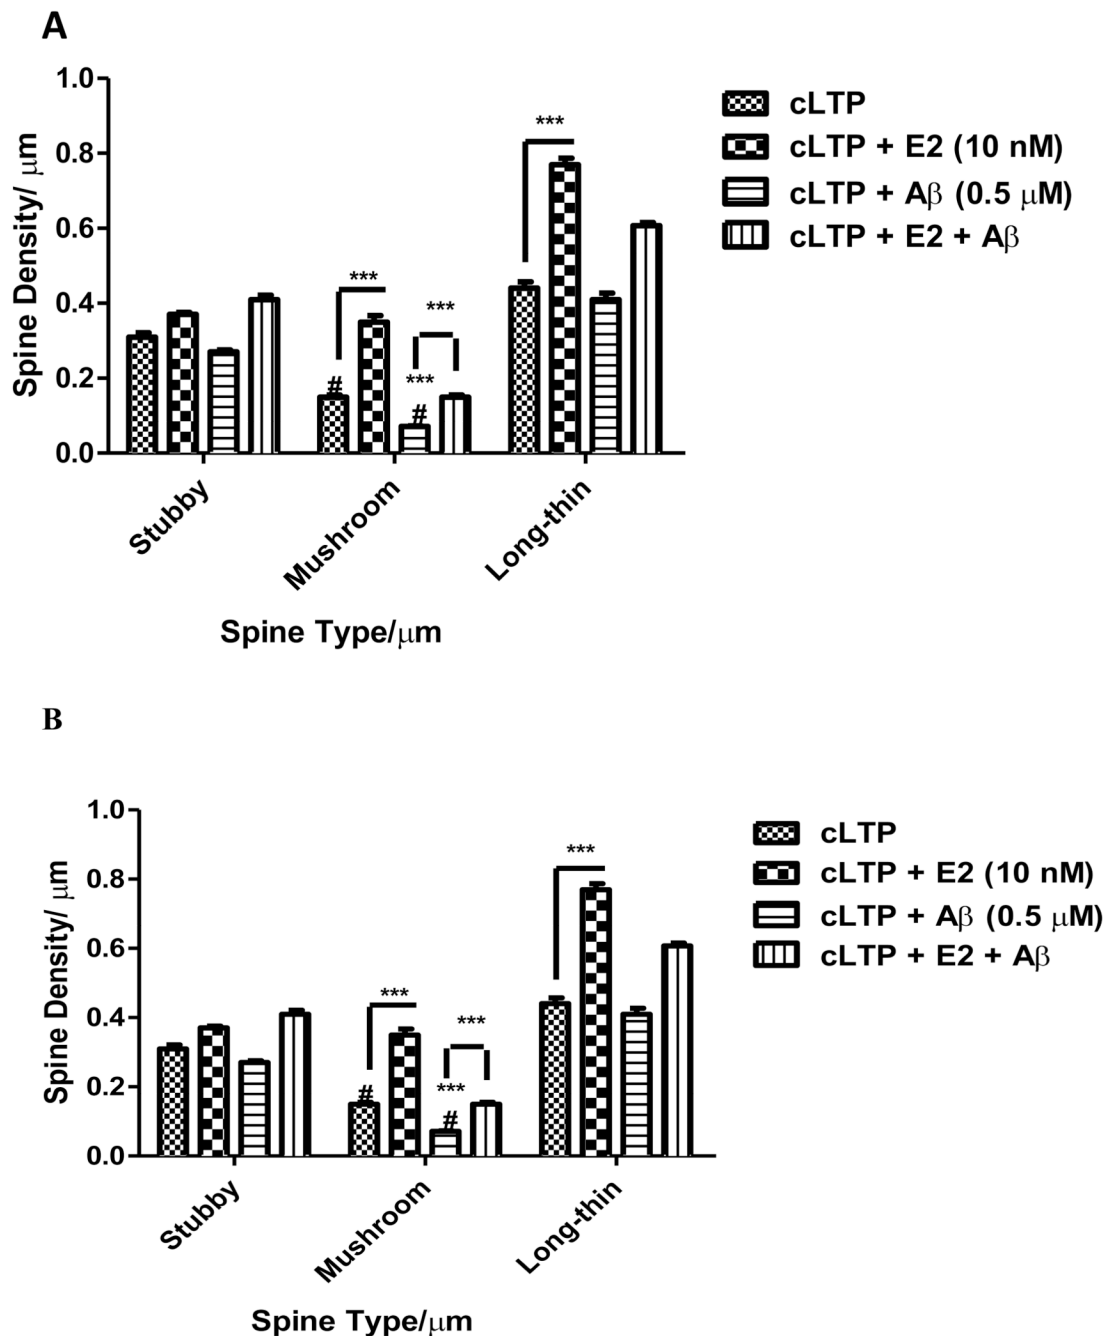 A
1.0
0.8
0.6
0.4
0.2
0.0
Spine Density/ μm
***
***
***
***
#
#
Stubby
Mushroom
Long-thin
Spine Type/μm
cLTP
cLTP + E2 (10 nM)
cLTP + Aβ (0.5 μM)
cLTP + E2 + Aβ
B
1.0
0.8
0.6
0.4
0.2
0.0
Spine Density/ μm
***
***
***
***
#
#
Stubby
Mushroom
Long-thin
Spine Type/μm
cLTP
cLTP + E2 (10 nM)
cLTP + Aβ (0.5 μM)
cLTP + E2 + Aβ